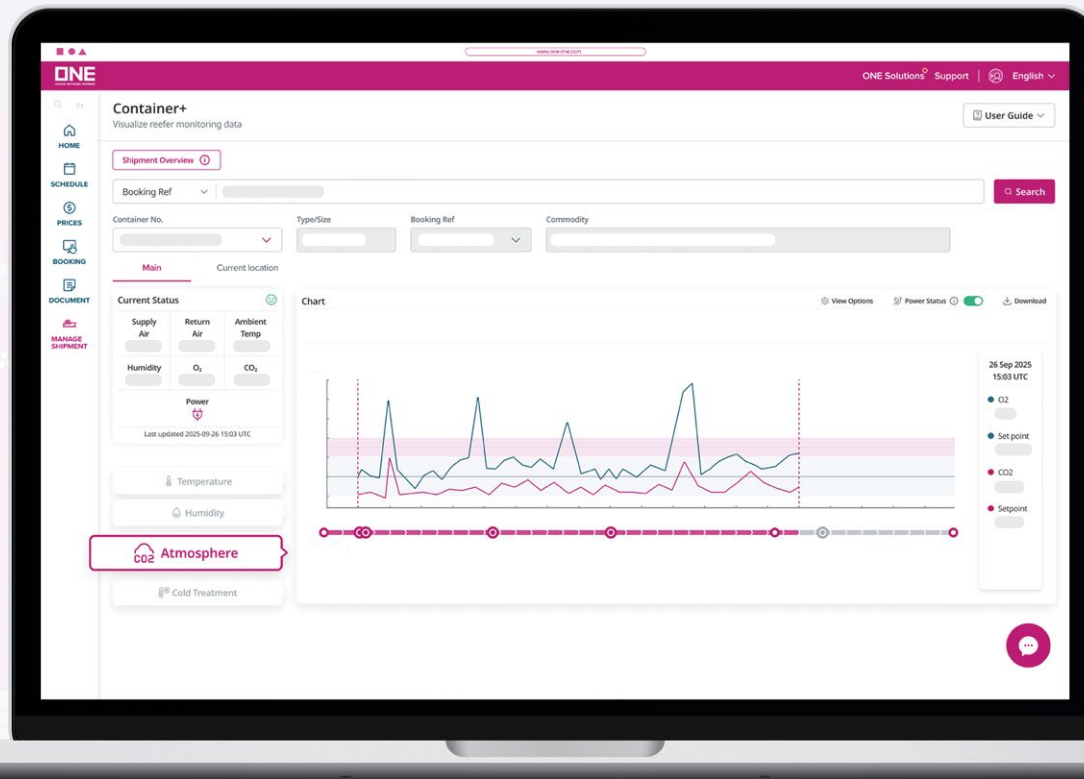 www.one-line.com
ONE
ONE Solutions Support | English
Container+
Visualize reefer monitoring data
User Guide
HOME
SCHEDULE
PRICES
BOOKING
DOCUMENT
MANAGE
SHIPMENT
Shipment Overview
Booking Ref
Search
Container No.
Type/Size
Booking Ref
Commodity
Main
Current location
Current Status
Supply
Air
Return
Air
Ambient
Temp
Humidity
O₂
CO₂
Power
Last updated 2025-09-26 15:03 UTC
Temperature
Humidity
CO2 Atmosphere
Cold Treatment
Chart
View Options
Power Status
Download
26 Sep 2025
15:03 UTC
O2
Set point
CO2
Setpoint